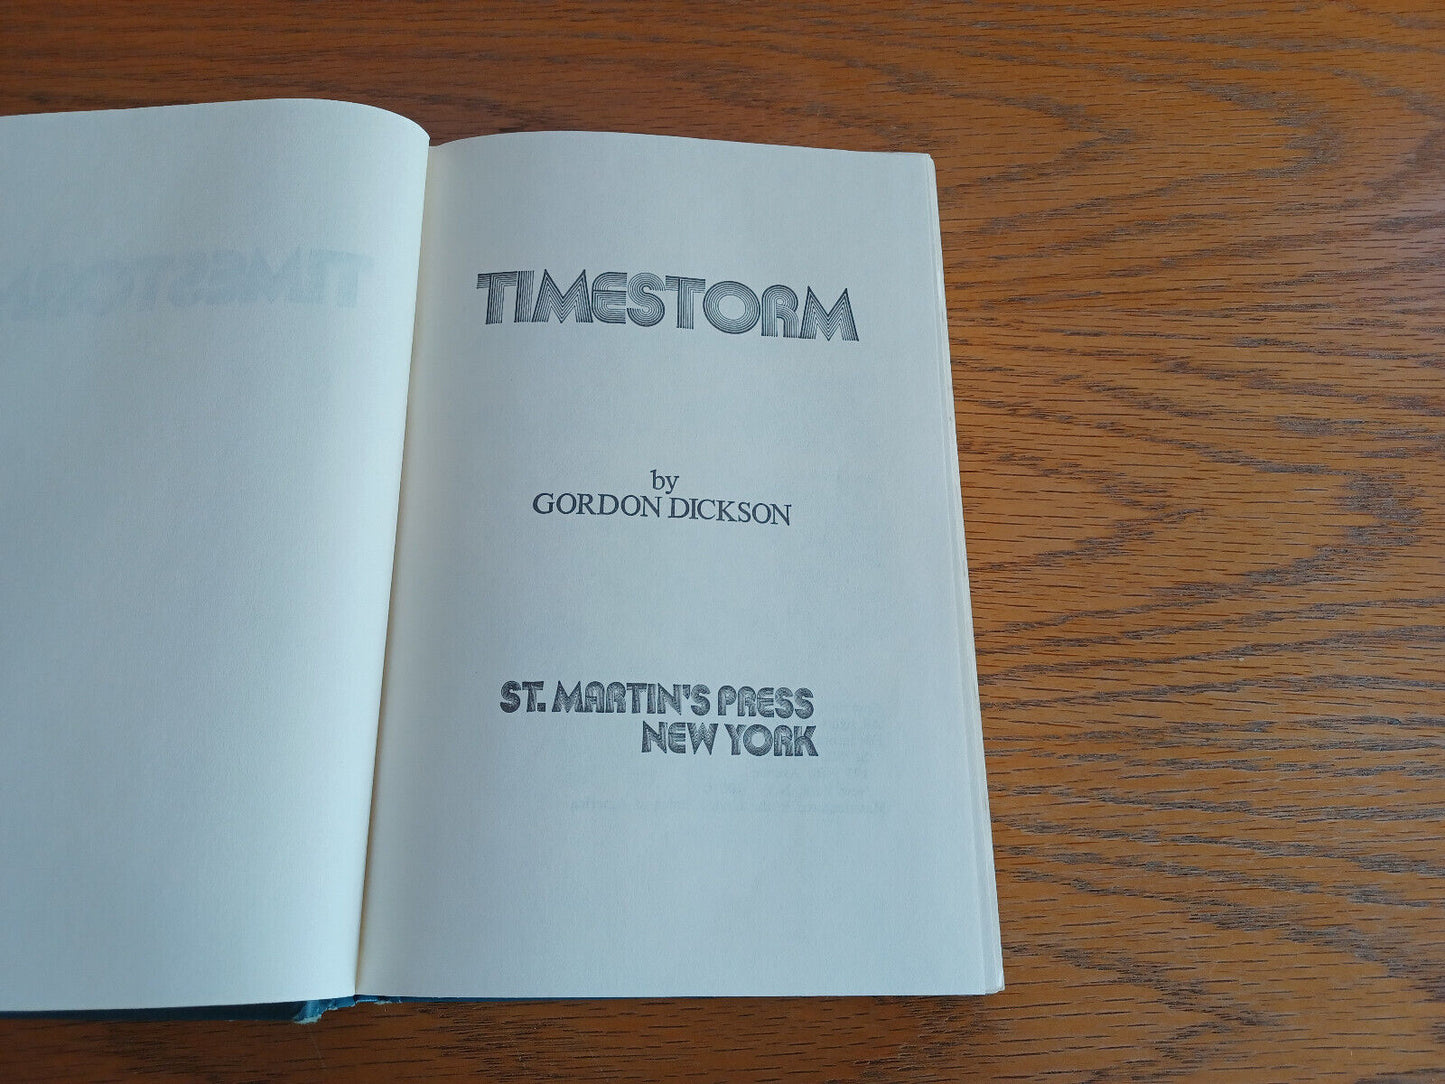 TIMESTORM
by
GORDON DICKSON
ST. MARTIN'S PRESS
NEW YORK